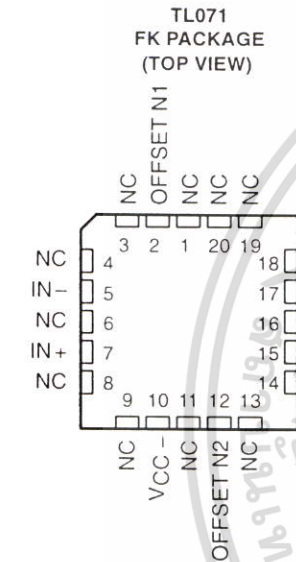 TL071
FK PACKAGE
(TOP VIEW)
NC
OFFSET N1
NC
NC
NC
3 2 1 20 19
NC 4
IN− 5
NC 6
IN+ 7
NC 8
18
17
16
15
14
9 10 11 12 13
NC
VCC −
NC
OFFSET N2
NC